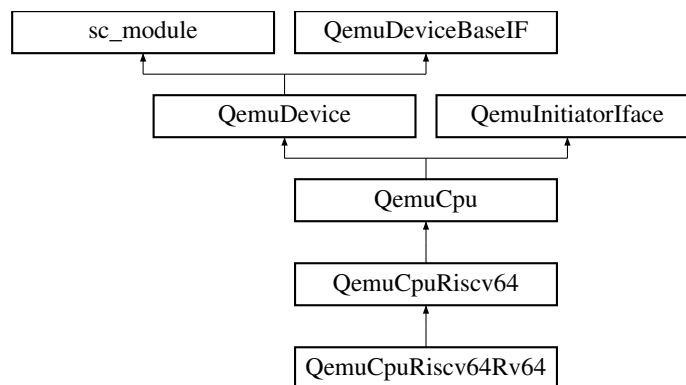 sc_module
QemuDeviceBaseIF
QemuDevice
QemuInitiatorIface
QemuCpu
QemuCpuRiscv64
QemuCpuRiscv64Rv64